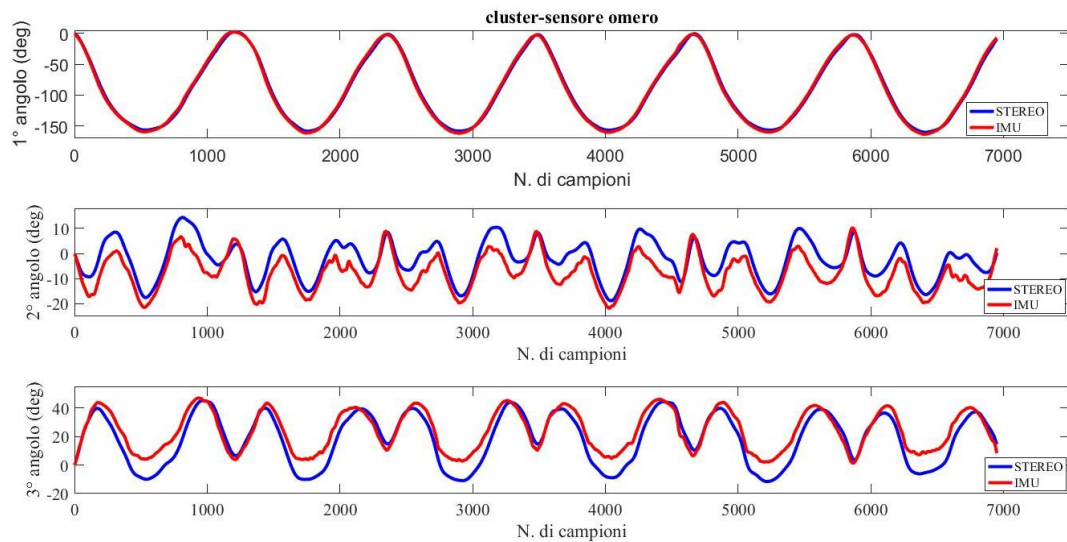 cluster-sensore omero
1° angolo (deg)
0
-50
-100
-150
STEREO
IMU
0 1000 2000 3000 4000 5000 6000 7000
N. di campioni
2° angolo (deg)
10
0
-10
-20
STEREO
IMU
0 1000 2000 3000 4000 5000 6000 7000
N. di campioni
3° angolo (deg)
40
20
0
-20
STEREO
IMU
0 1000 2000 3000 4000 5000 6000 7000
N. di campioni